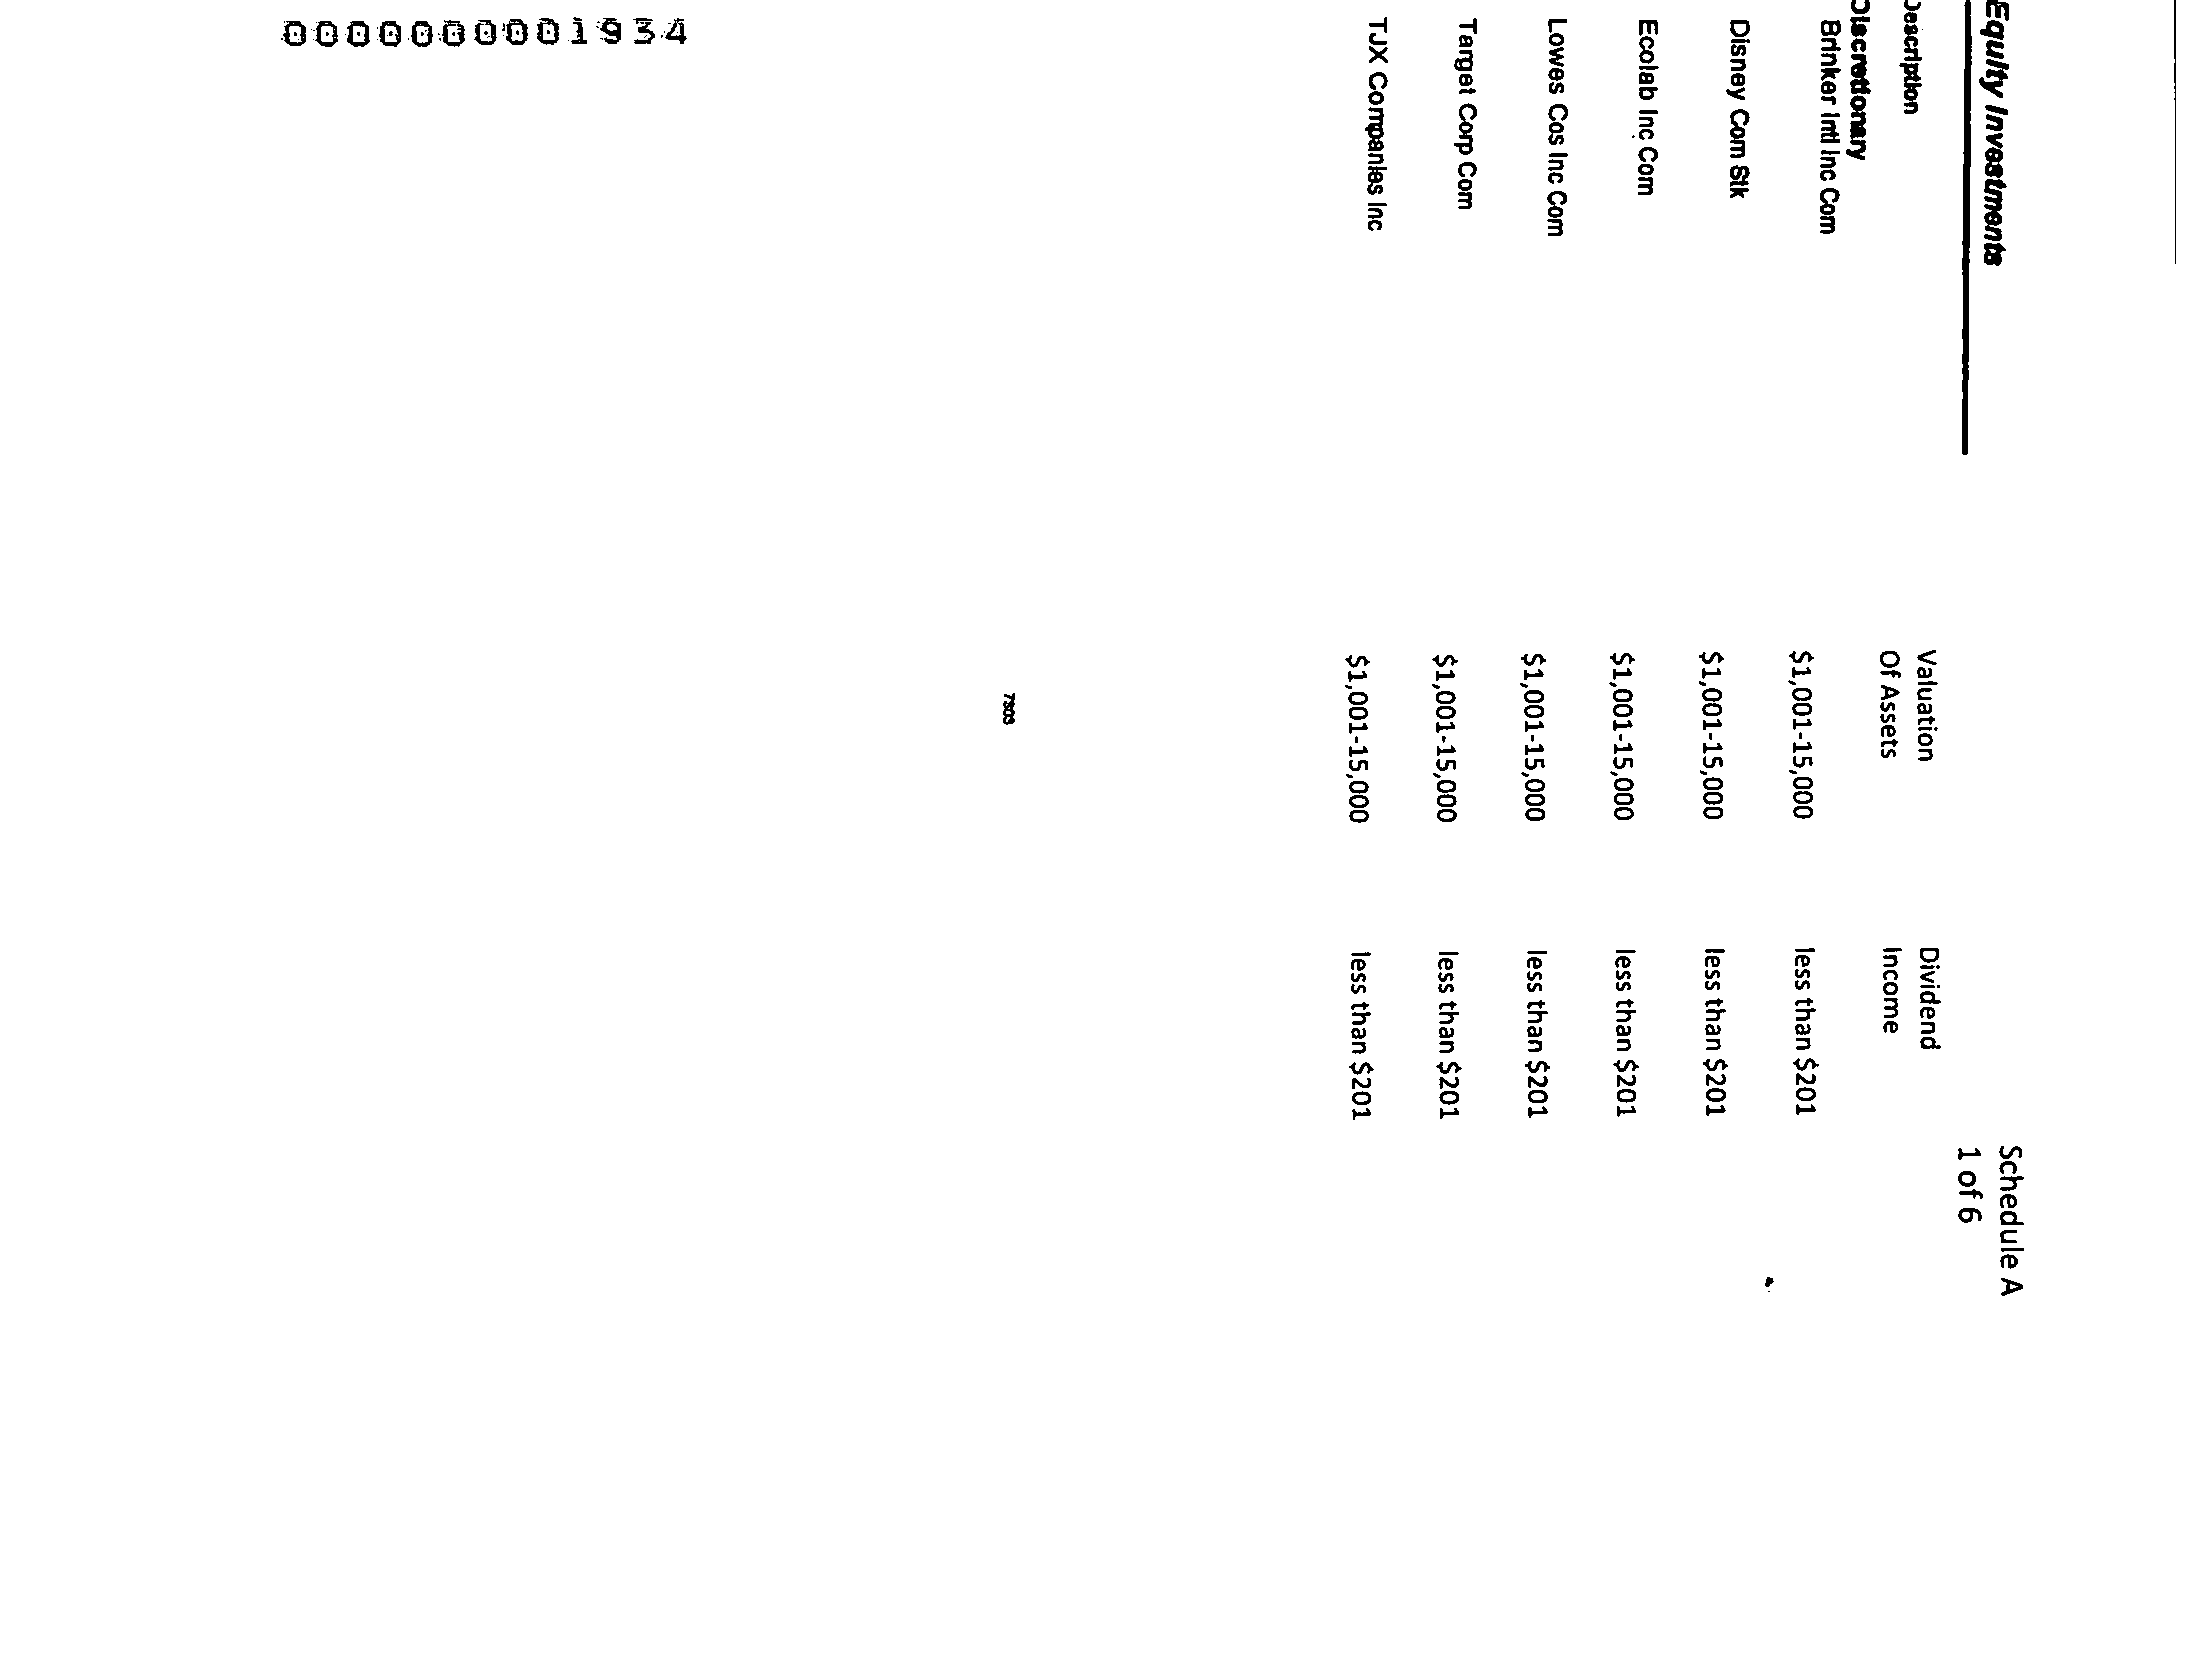 Schedule A
1 of 6
Equity Investments
Description Valuation Of Assets Dividend Income
Discretionary
Brinker Intl Inc Com $1,001-15,000 less than $201
Disney Com Stk $1,001-15,000 less than $201
Ecolab Inc Com $1,001-15,000 less than $201
Lowes Cos Inc Com $1,001-15,000 less than $201
Target Corp Com $1,001-15,000 less than $201
TJX Companies Inc $1,001-15,000 less than $201
7303
0000000001934